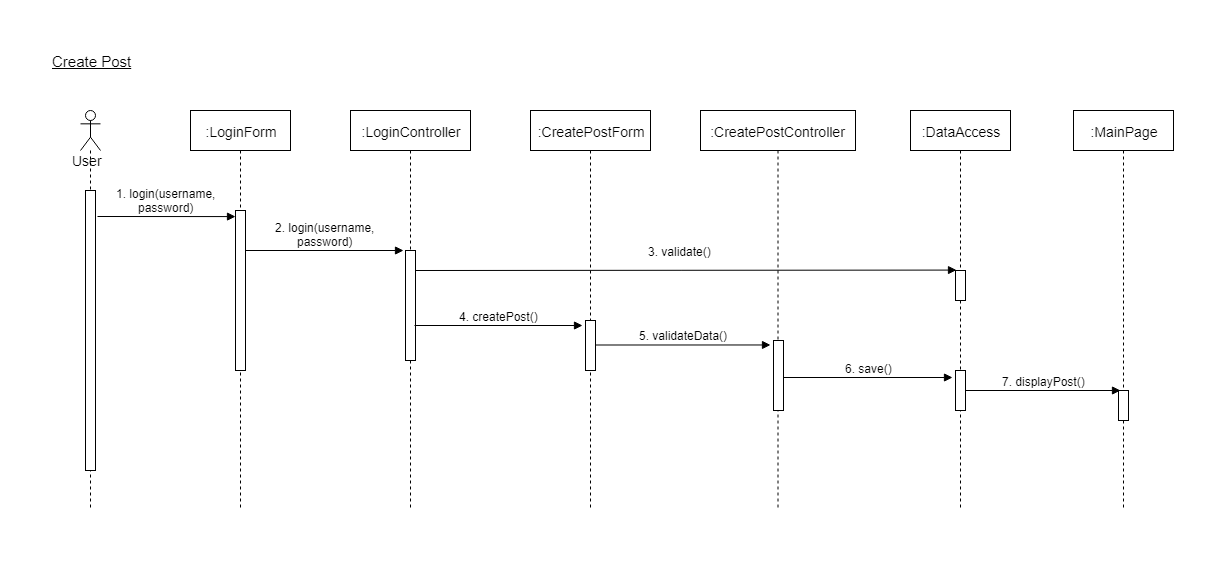 Create Post
User
:LoginForm
:LoginController
:CreatePostForm
:CreatePostController
:DataAccess
:MainPage
1. login(username,
password)
2. login(username,
password)
3. validate()
4. createPost()
5. validateData()
6. save()
7. displayPost()